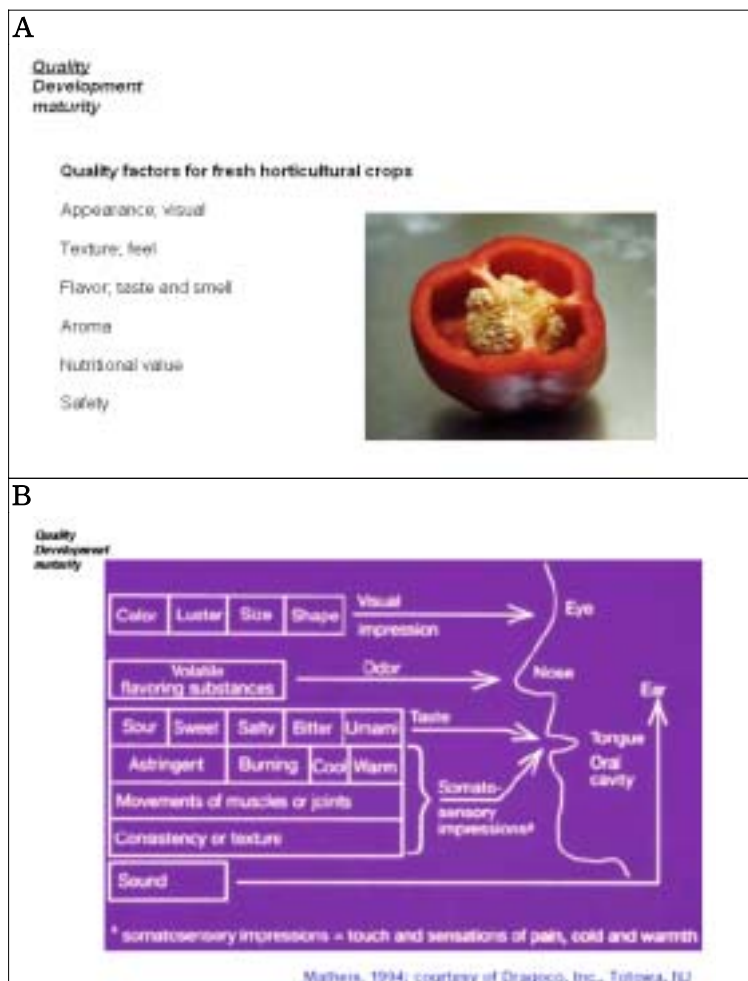 A
Quality
Development
maturity
Quality factors for fresh horticultural crops
Appearance; visual
Texture; feel
Flavor; taste and smell
Aroma
Nutritional value
Safety
B
Quality
Development
maturity
Color Luster Size Shape
Visual
impression
Eye
Volatile
flavoring substances
Odor
Nose
Ear
Sour Sweet Salty Bitter Umami
Taste
Tongue
Oral
cavity
Astringent Burning Cool Warm
Movements of muscles or joints
Consistency or texture
Somato-
sensory
impressions*
Sound
* somatosensory impressions = touch and sensations of pain, cold and warmth
Mathers, 1994; courtesy of Dragoco, Inc., Totowa, NJ